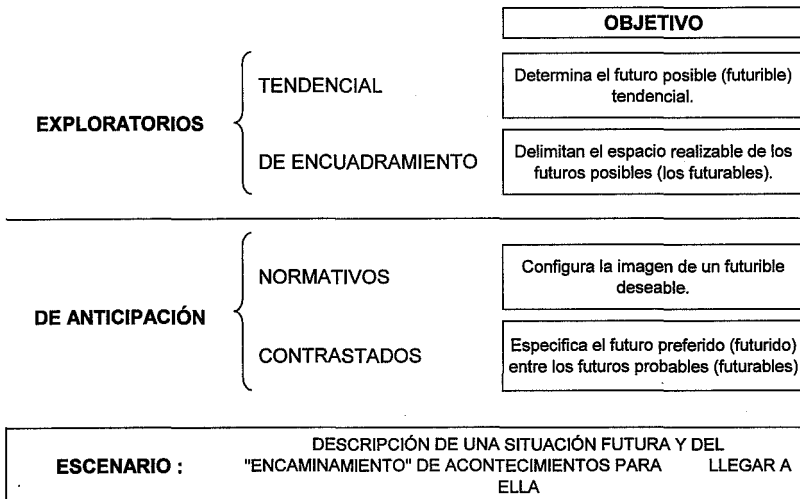 OBJETIVO
EXPLORATORIOS
TENDENCIAL
Determina el futuro posible (futurible)
tendencial.
DE ENCUADRAMIENTO
Delimitan el espacio realizable de los
futuros posibles (los futurables).
DE ANTICIPACIÓN
NORMATIVOS
Configura la imagen de un futurible
deseable.
CONTRASTADOS
Especifica el futuro preferido (futurido)
entre los futuros probables (futurables)
ESCENARIO :
DESCRIPCIÓN DE UNA SITUACIÓN FUTURA Y DEL
"ENCAMINAMIENTO" DE ACONTECIMIENTOS PARA LLEGAR A
ELLA